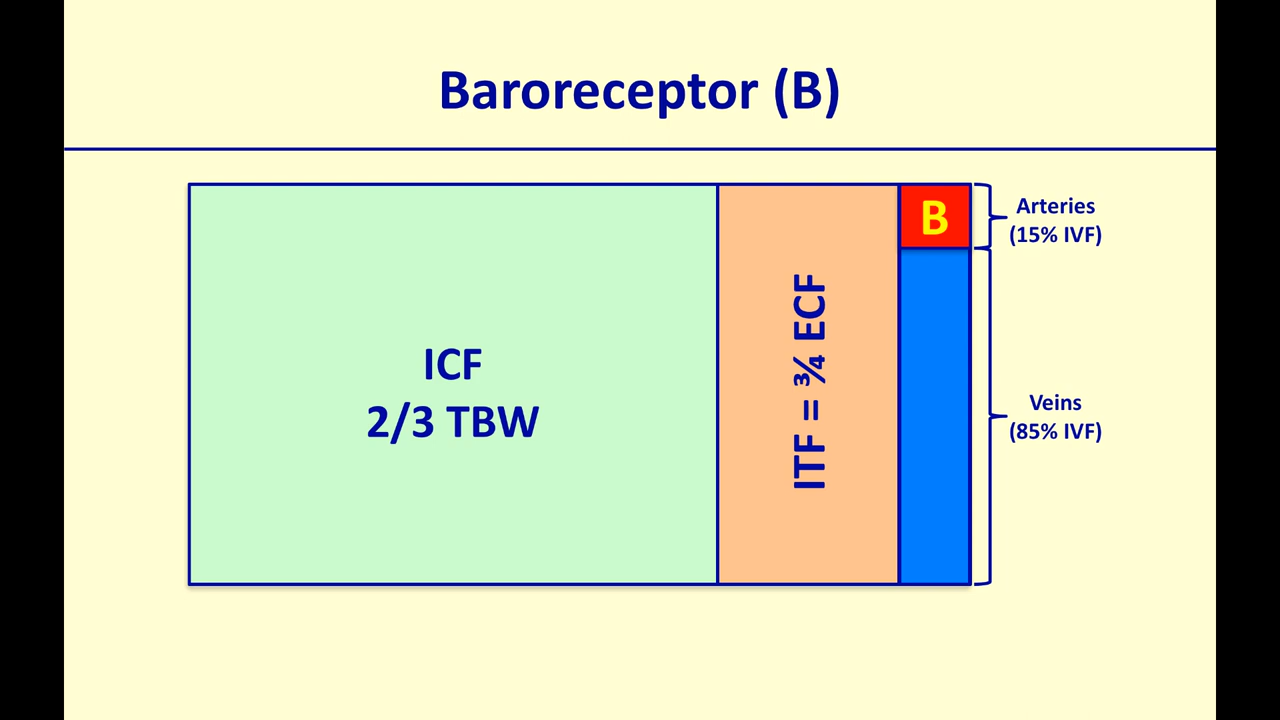 Baroreceptor (B)
ICF
2/3 TBW
ITF = ¾ ECF
B
Arteries
(15% IVF)
Veins
(85% IVF)